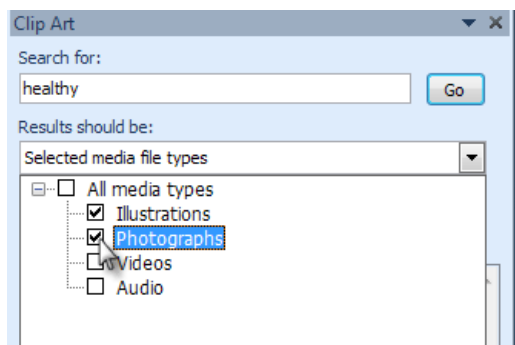 Clip Art
Search for:
healthy
Go
Results should be:
Selected media file types
All media types
Illustrations
Photographs
Videos
Audio